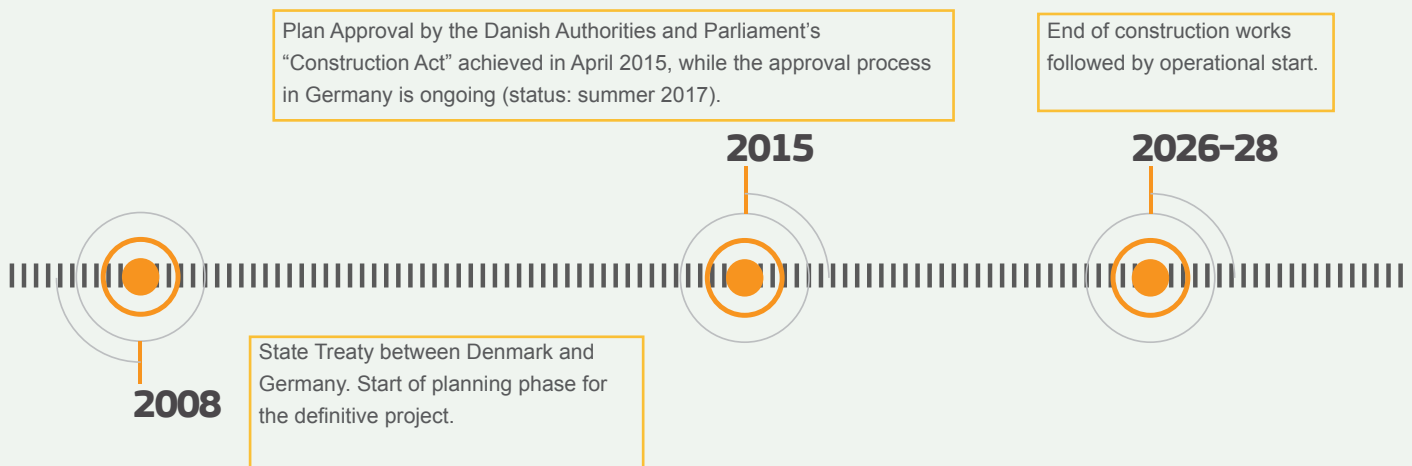 Plan Approval by the Danish Authorities and Parliament’s
“Construction Act” achieved in April 2015, while the approval process
in Germany is ongoing (status: summer 2017).
End of construction works
followed by operational start.
2015
2026-28
State Treaty between Denmark and
Germany. Start of planning phase for
the definitive project.
2008